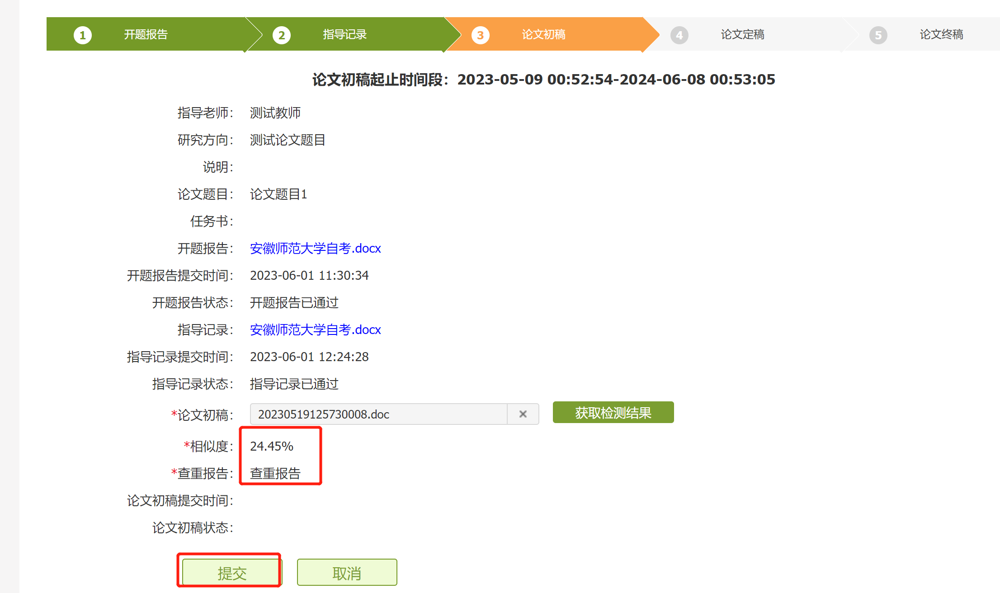 1 开题报告 2 指导记录 3 论文初稿 4 论文定稿 5 论文终稿
论文初稿起止时间段：2023-05-09 00:52:54-2024-06-08 00:53:05
指导老师： 测试教师
研究方向： 测试论文题目
说明：
论文题目： 论文题目1
任务书：
开题报告： 安徽师范大学自考.docx
开题报告提交时间： 2023-06-01 11:30:34
开题报告状态： 开题报告已通过
指导记录： 安徽师范大学自考.docx
指导记录提交时间： 2023-06-01 12:24:28
指导记录状态： 指导记录已通过
*论文初稿： 20230519125730008.doc × 获取检测结果
*相似度： 24.45%
*查重报告： 查重报告
论文初稿提交时间：
论文初稿状态：
提交 取消